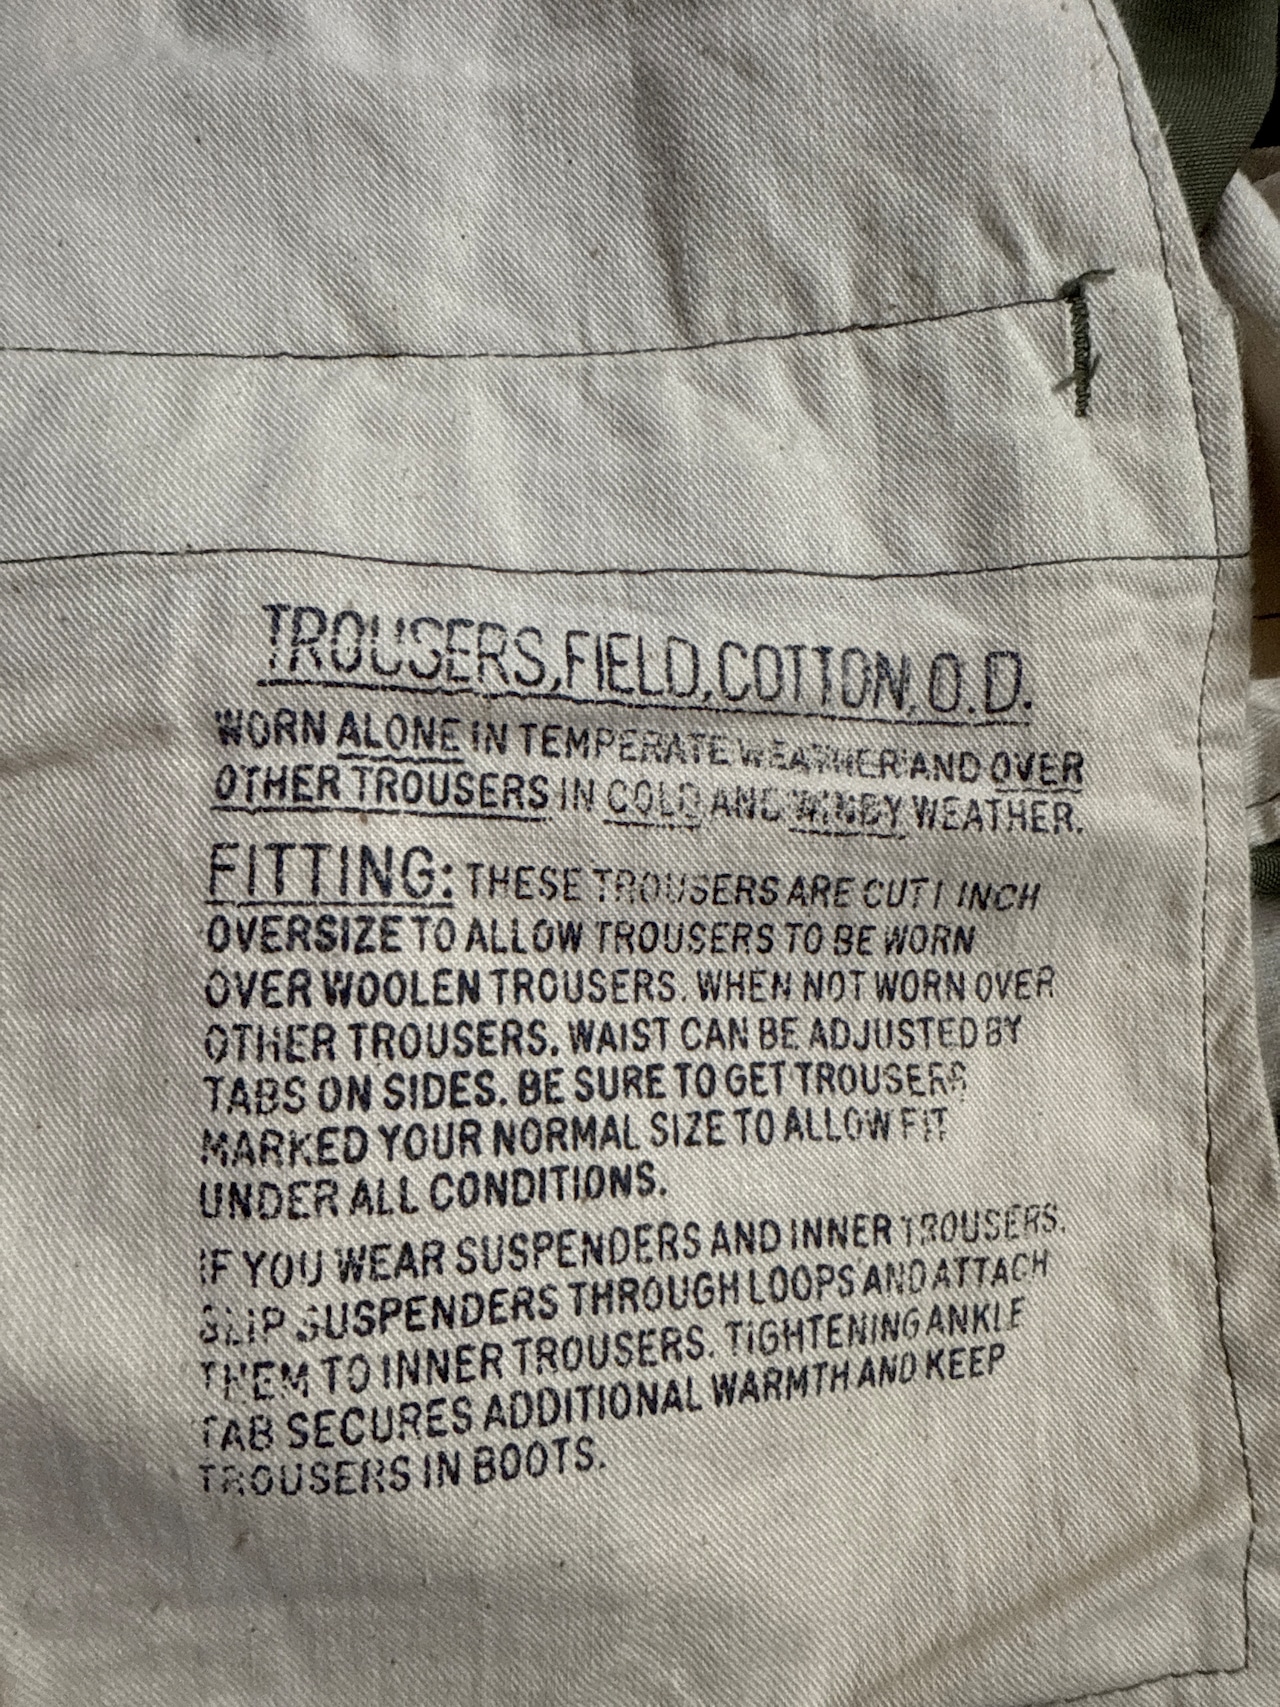 TROUSERS, FIELD, COTTON, O.D.
WORN ALONE IN TEMPERATE WEATHER AND OVER
OTHER TROUSERS IN COLD AND WINDY WEATHER.
FITTING: THESE TROUSERS ARE CUT 1 INCH
OVERSIZE TO ALLOW TROUSERS TO BE WORN
OVER WOOLEN TROUSERS. WHEN NOT WORN OVER
OTHER TROUSERS. WAIST CAN BE ADJUSTED BY
TABS ON SIDES. BE SURE TO GET TROUSERS
MARKED YOUR NORMAL SIZE TO ALLOW FIT
UNDER ALL CONDITIONS.
IF YOU WEAR SUSPENDERS AND INNER TROUSERS.
SLIP SUSPENDERS THROUGH LOOPS AND ATTACH
THEM TO INNER TROUSERS. TIGHTENING ANKLE
TAB SECURES ADDITIONAL WARMTH AND KEEP
TROUSERS IN BOOTS.